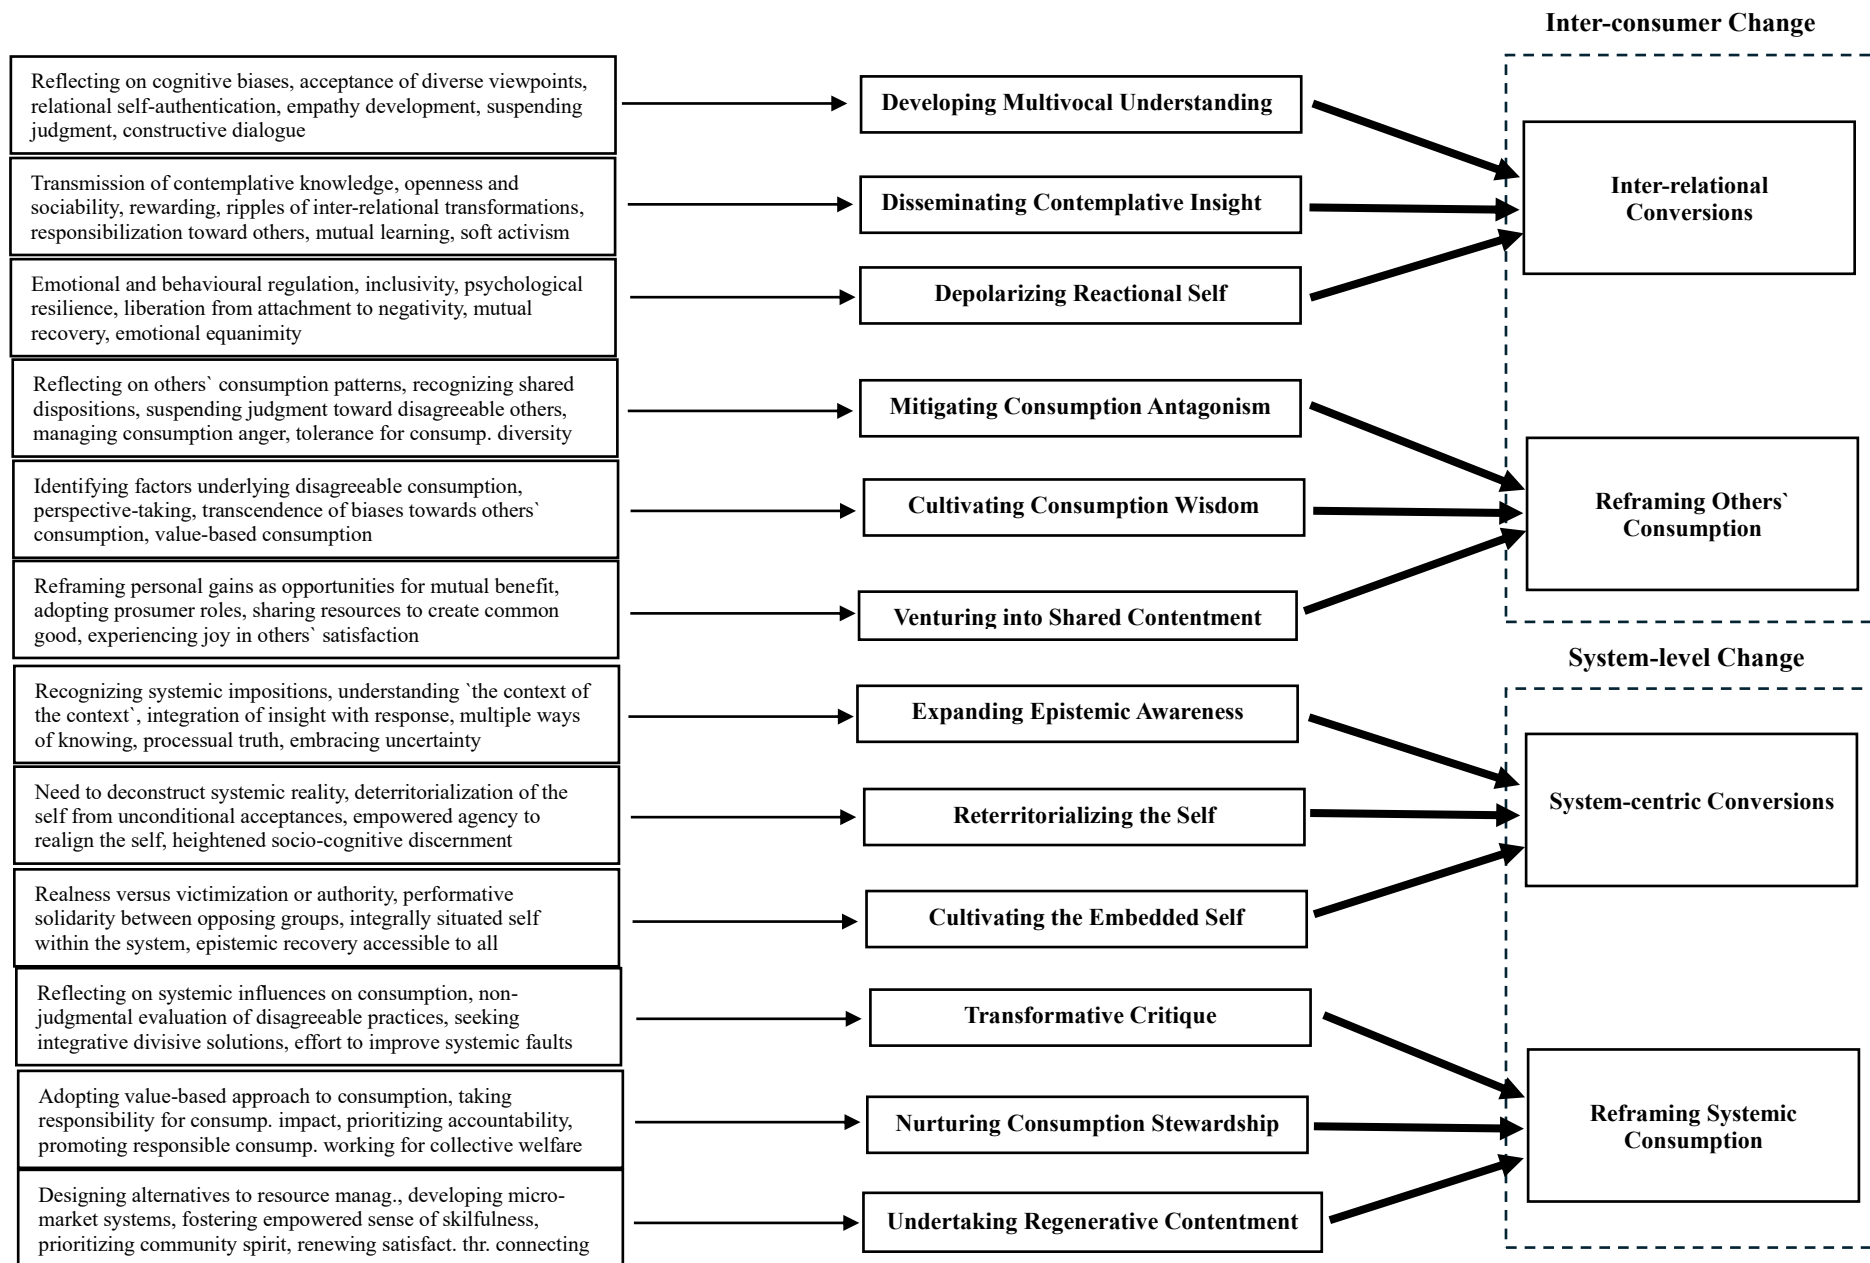 Inter-consumer Change
Reflecting on cognitive biases, acceptance of diverse viewpoints,
relational self-authentication, empathy development, suspending
judgment, constructive dialogue
Developing Multivocal Understanding
Transmission of contemplative knowledge, openness and
sociability, rewarding, ripples of inter-relational transformations,
responsibilization toward others, mutual learning, soft activism
Disseminating Contemplative Insight
Inter-relational
Conversions
Emotional and behavioural regulation, inclusivity, psychological
resilience, liberation from attachment to negativity, mutual
recovery, emotional equanimity
Depolarizing Reactional Self
Reflecting on others` consumption patterns, recognizing shared
dispositions, suspending judgment toward disagreeable others,
managing consumption anger, tolerance for consump. diversity
Mitigating Consumption Antagonism
Identifying factors underlying disagreeable consumption,
perspective-taking, transcendence of biases towards others`
consumption, value-based consumption
Cultivating Consumption Wisdom
Reframing Others`
Consumption
Reframing personal gains as opportunities for mutual benefit,
adopting prosumer roles, sharing resources to create common
good, experiencing joy in others` satisfaction
Venturing into Shared Contentment
System-level Change
Recognizing systemic impositions, understanding `the context of
the context`, integration of insight with response, multiple ways
of knowing, processual truth, embracing uncertainty
Expanding Epistemic Awareness
Need to deconstruct systemic reality, deterritorialization of the
self from unconditional acceptances, empowered agency to
realign the self, heightened socio-cognitive discernment
Reterritorializing the Self
System-centric Conversions
Realness versus victimization or authority, performative
solidarity between opposing groups, integrally situated self
within the system, epistemic recovery accessible to all
Cultivating the Embedded Self
Reflecting on systemic influences on consumption, non-
judgmental evaluation of disagreeable practices, seeking
integrative divisive solutions, effort to improve systemic faults
Transformative Critique
Adopting value-based approach to consumption, taking
responsibility for consump. impact, prioritizing accountability,
promoting responsible consump. working for collective welfare
Nurturing Consumption Stewardship
Reframing Systemic
Consumption
Designing alternatives to resource manag., developing micro-
market systems, fostering empowered sense of skilfulness,
prioritizing community spirit, renewing satisfact. thr. connecting
Undertaking Regenerative Contentment